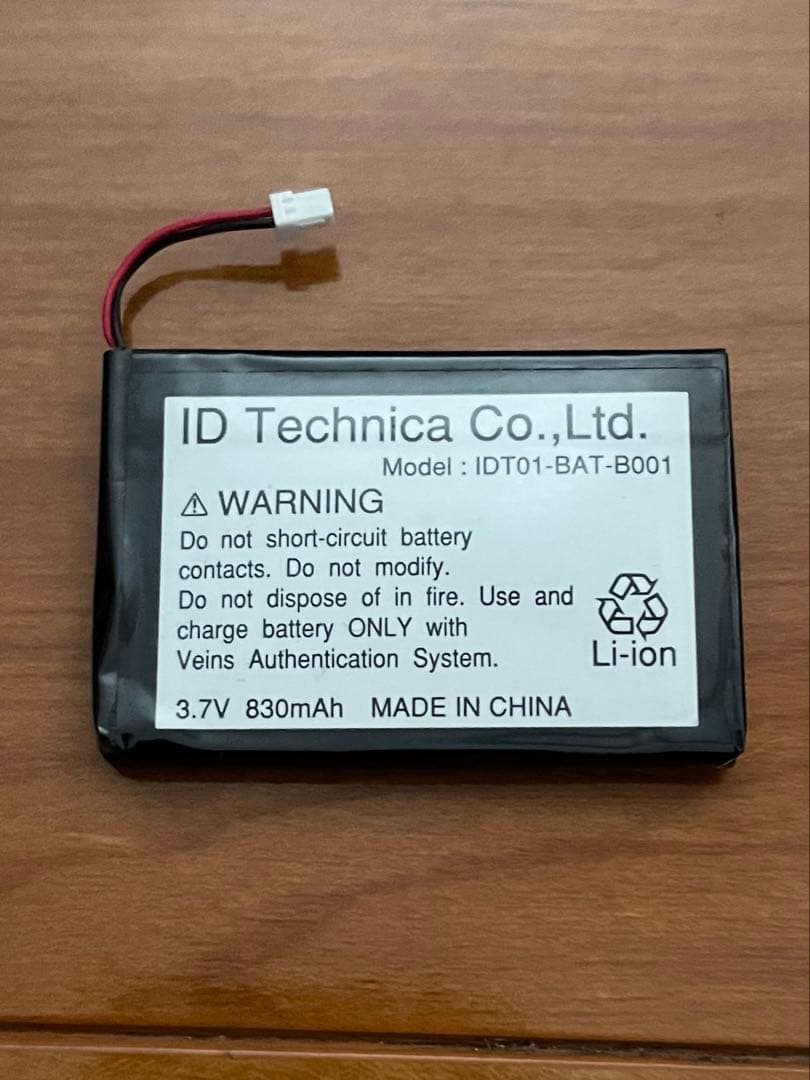 ID Technica Co.,Ltd.
Model : IDT01-BAT-B001
⚠ WARNING
Do not short-circuit battery
contacts. Do not modify.
Do not dispose of in fire. Use and
charge battery ONLY with
Veins Authentication System.
Li-ion
3.7V 830mAh MADE IN CHINA